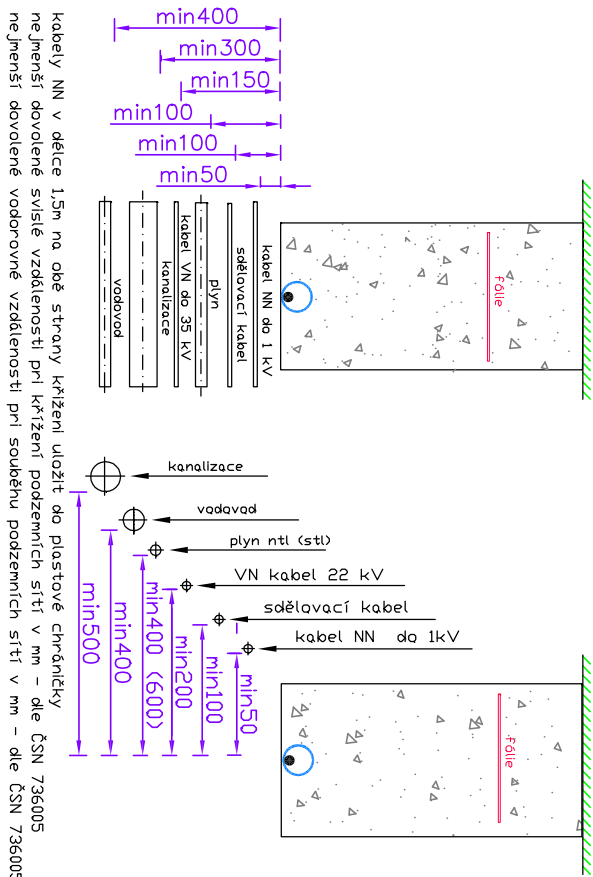 min400
min300
min150
min100
min100
min50
kabel NN do 1 kV
sdělovací kabel
plyn
kabel VN do 35 kV
kanalizace
vodovod
fólie
kanalizace
vodovod
plyn ntl (stl)
VN kabel 22 kV
sdělovací kabel
kabel NN do 1kV
min500
min400
min400 (600)
min200
min100
min50
fólie
kabely NN v délce 1,5m na obě strany křížení uložit do plastové chráničky
nejmenší dovolené svislé vzdálenosti pri křížení podzemních sítí v mm - dle ČSN 736005
nejmenší dovolené vodorovné vzdálenosti pri souběhu podzemních sítí v mm - dle ČSN 736005